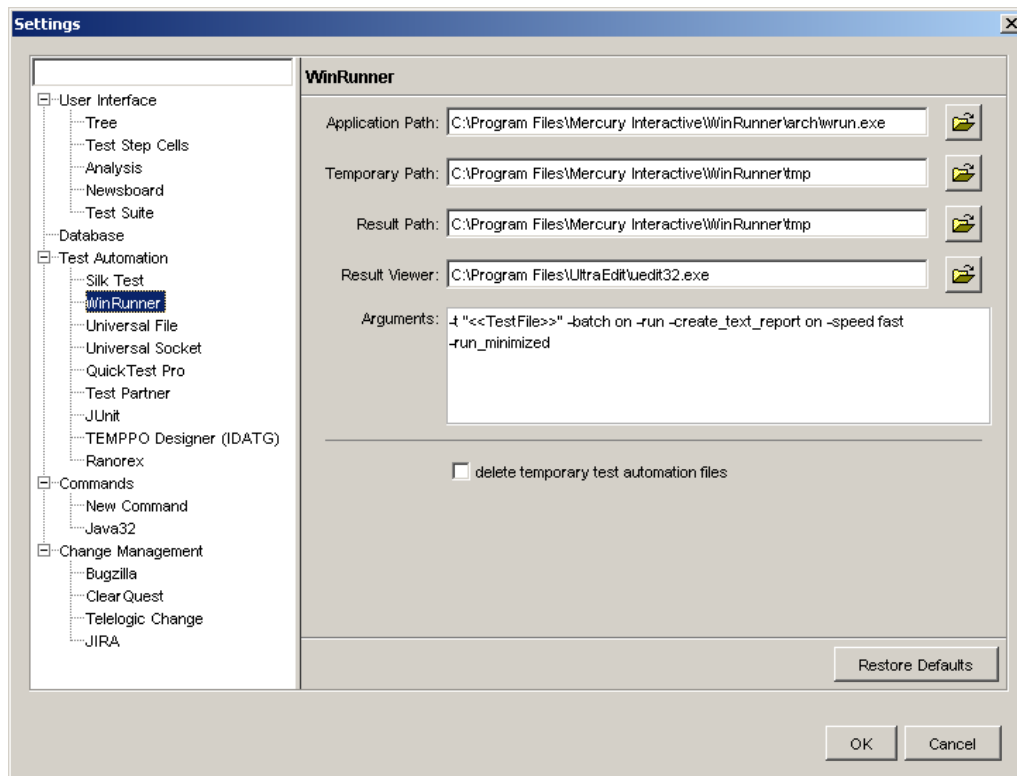 Settings
WinRunner
User Interface
Tree
Test Step Cells
Analysis
Newsboard
Test Suite
Database
Test Automation
Silk Test
WinRunner
Universal File
Universal Socket
QuickTest Pro
Test Partner
JUnit
TEMPPO Designer (IDATG)
Ranorex
Commands
New Command
Java32
Change Management
Bugzilla
ClearQuest
Telelogic Change
JIRA
Application Path: C:\Program Files\Mercury Interactive\WinRunner\arch\wrun.exe
Temporary Path: C:\Program Files\Mercury Interactive\WinRunner\tmp
Result Path: C:\Program Files\Mercury Interactive\WinRunner\tmp
Result Viewer: C:\Program Files\UltraEdit\uedit32.exe
Arguments: -t "<<TestFile>>" -batch on -run -create_text_report on -speed fast
-run_minimized
delete temporary test automation files
Restore Defaults
OK Cancel